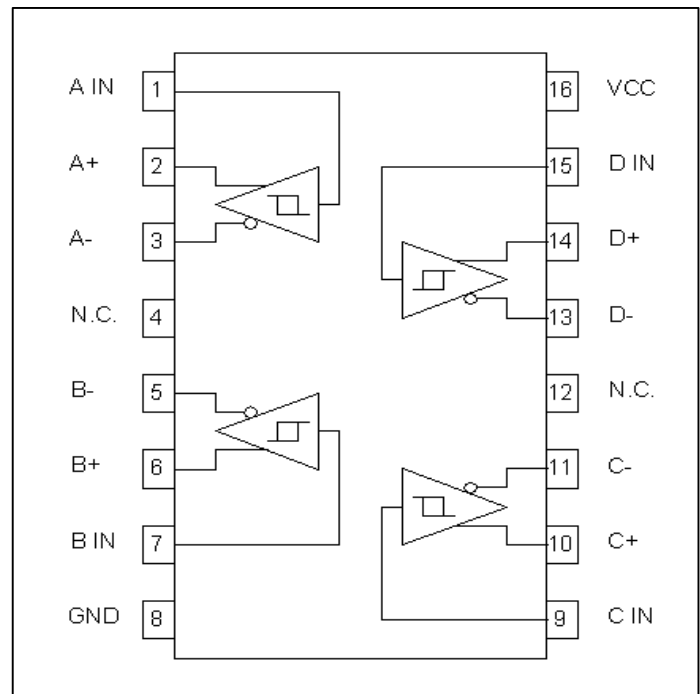 A IN 1 16 VCC
A+ 2 15 D IN
A- 3 14 D+
N.C. 4 13 D-
B- 5 12 N.C.
B+ 6 11 C-
B IN 7 10 C+
GND 8 9 C IN